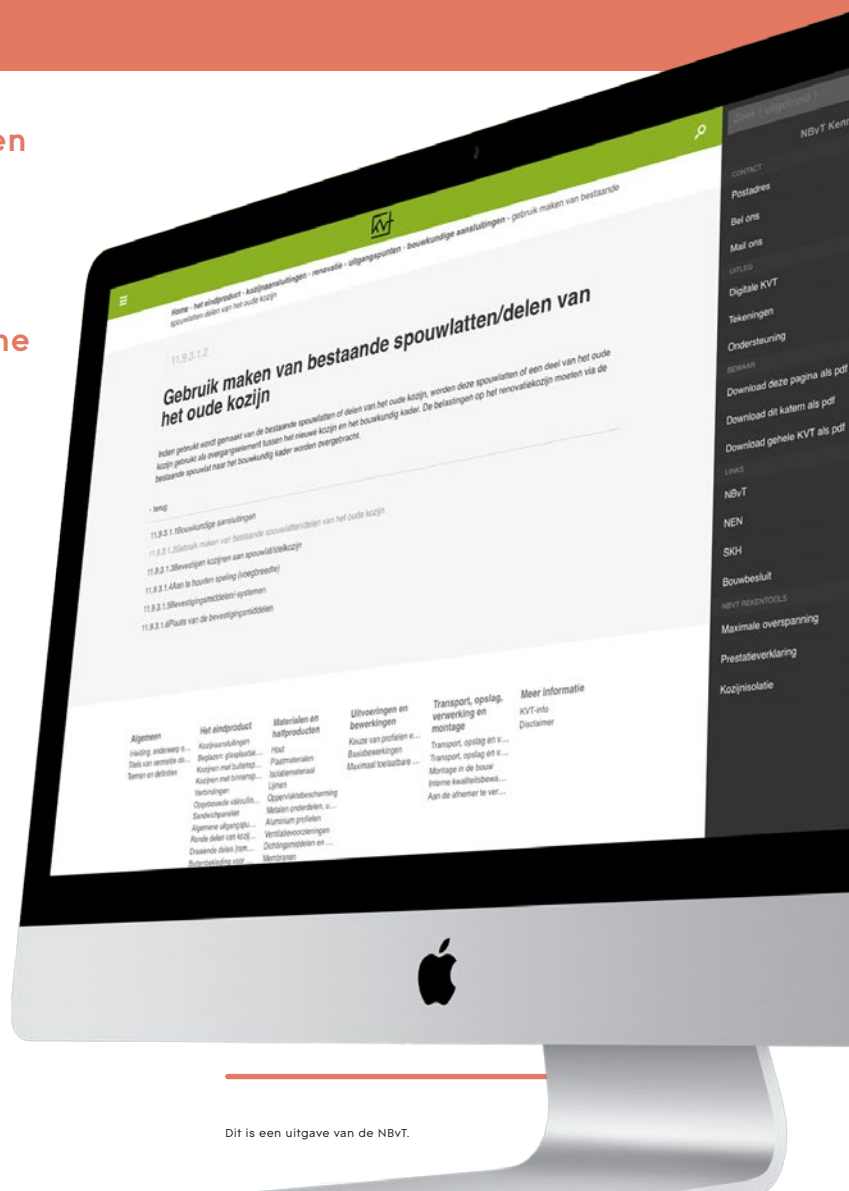 en
ne
KVT
Home - het eindproduct - kozijnaansluitingen - renovatie - uitgangspunten - bouwkundige aansluitingen - gebruik maken van bestaande
spouwlatten delen van het oude kozijn
11.9.3.1.2
Gebruik maken van bestaande spouwlatten/delen van
het oude kozijn
Indien gebruikt wordt gemaakt van de bestaande spouwlatten of delen van het oude kozijn, worden deze spouwlatten of een deel van het oude
kozijn gebruikt als overgangselement tussen het nieuwe kozijn en het bouwkundig kader. De belastingen op het renovatiekozijn moeten via de
bestaande spouwlat naar het bouwkundig kader worden overgebracht.
‹ terug
11.9.3.1.1Bouwkundige aansluitingen
11.9.3.1.2Gebruik maken van bestaande spouwlatten/delen van het oude kozijn
11.9.3.1.3Bevestigen kozijnen aan spouwlat/stelkozijn
11.9.3.1.4Aan te houden speling (voegbreedte)
11.9.3.1.5Bevestigingsmiddelen/-systemen
11.9.3.1.6Plaats van de bevestigingsmiddelen
Algemeen
Inleiding, onderwerp e…
Titels van vermelde do…
Termen en definities
Het eindproduct
Kozijnaansluitingen
Beglazen: glasplaatse…
Kozijnen met buitensp…
Kozijnen met binnensp…
Verbindingen
Opgebouwde vakvullin…
Sandwichpanelen
Algemene uitgangspu…
Ronde delen van kozij…
Draaiende delen (ram…
Buitenbekleding voor …
Materialen en
halfproducten
Hout
Plaatmaterialen
Isolatiemateriaal
Lijmen
Oppervlaktebescherming
Metalen onderdelen, u…
Aluminium profielen
Ventilatievoorzieningen
Dichtingsmiddelen en …
Membranen
Uitvoeringen en
bewerkingen
Keuze van profielen e…
Basisbewerkingen
Maximaal toelaatbare …
Transport, opslag,
verwerking en
montage
Transport, opslag en v…
Transport, opslag en v…
Montage in de bouw
Interne kwaliteitsbewa…
Aan de afnemer te ver…
Meer informatie
KVT-info
Disclaimer
Zoek ( uitgebreid )
NBvT Kenn
CONTACT
Postadres
Bel ons
Mail ons
UITLEG
Digitale KVT
Tekeningen
Ondersteuning
BEWAAR
Download deze pagina als pdf
Download dit katern als pdf
Download gehele KVT als pdf
LINKS
NBvT
NEN
SKH
Bouwbesluit
NBVT REKENTOOLS
Maximale overspanning
Prestatieverklaring
Kozijnisolatie
Dit is een uitgave van de NBvT.